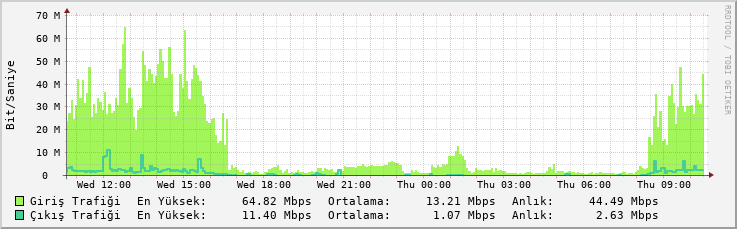 70 M
60 M
50 M
40 M
30 M
20 M
10 M
0
Bit/Saniye
Wed 12:00 Wed 15:00 Wed 18:00 Wed 21:00 Thu 00:00 Thu 03:00 Thu 06:00 Thu 09:00
RRDTOOL / TOBI OETIKER
Giriş Trafiği En Yüksek: 64.82 Mbps Ortalama: 13.21 Mbps Anlık: 44.49 Mbps
Çıkış Trafiği En Yüksek: 11.40 Mbps Ortalama: 1.07 Mbps Anlık: 2.63 Mbps